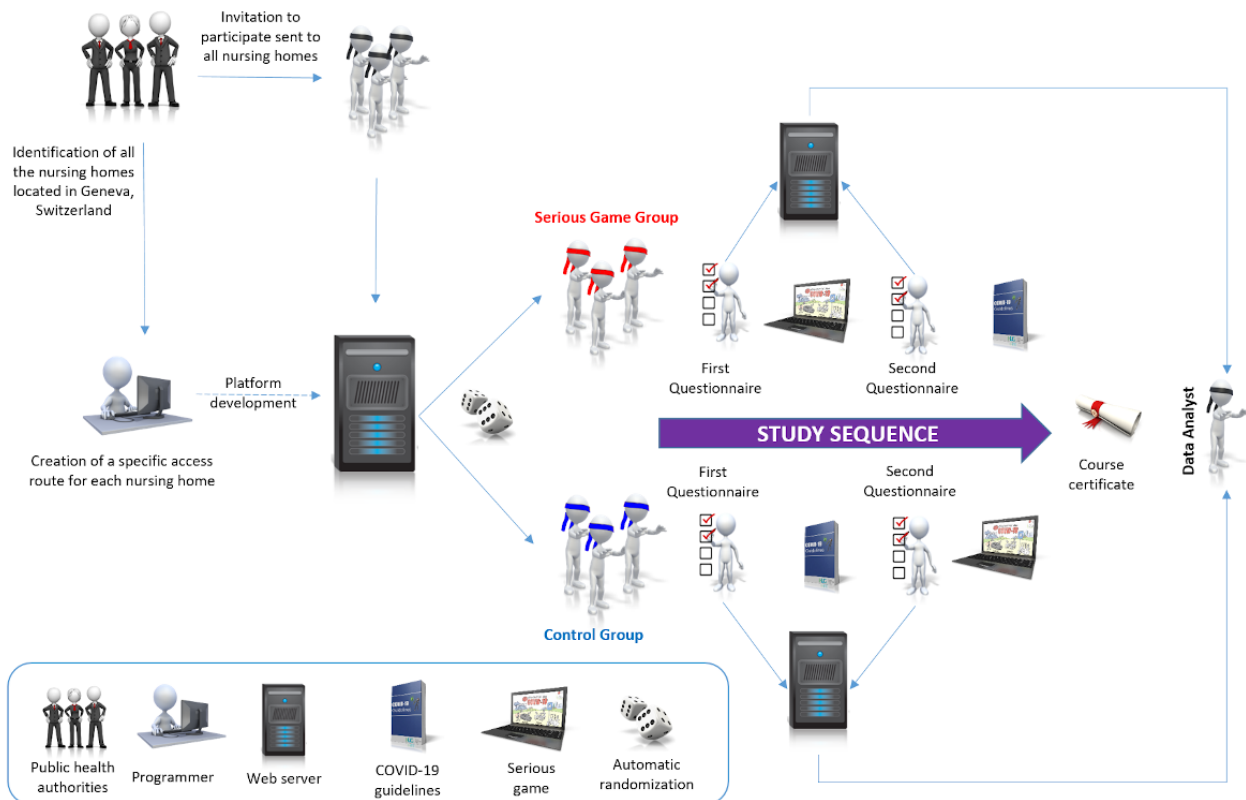 Invitation to
participate sent to
all nursing homes
Identification of all
the nursing homes
located in Geneva,
Switzerland
Serious Game Group
First
Questionnaire
Second
Questionnaire
Platform
development
Creation of a specific access
route for each nursing home
STUDY SEQUENCE
Course
certificate
Data Analyst
First
Questionnaire
Second
Questionnaire
Control Group
Public health
authorities
Programmer
Web server
COVID-19
guidelines
Serious
game
Automatic
randomization